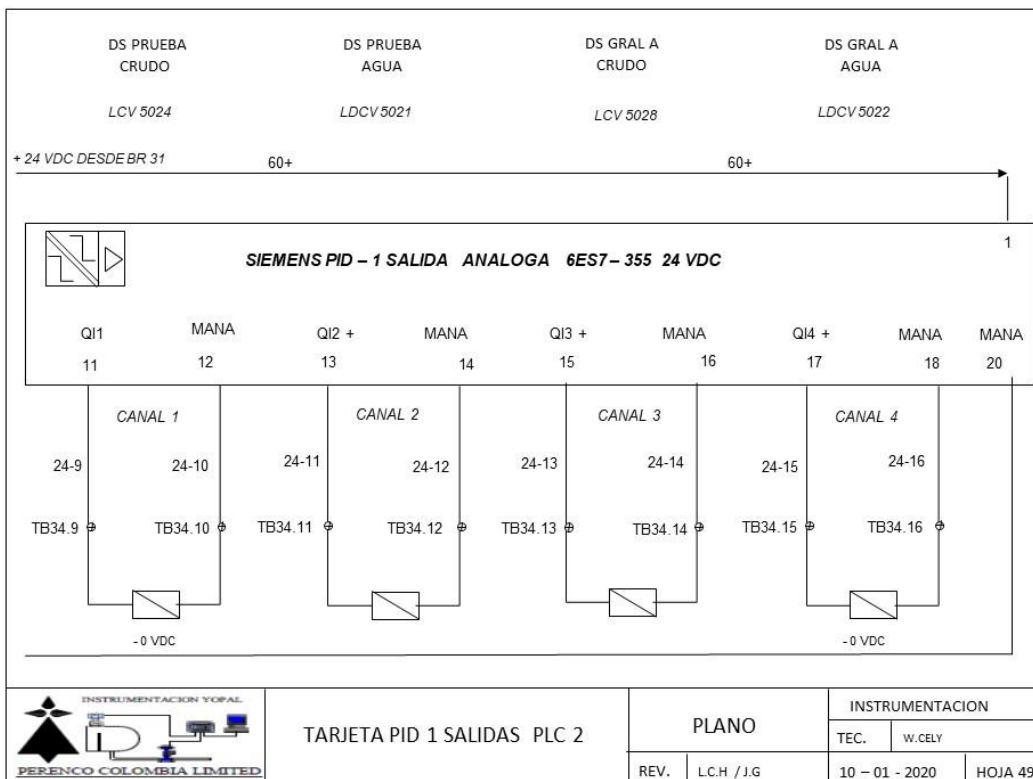 DS PRUEBA
CRUDO
DS PRUEBA
AGUA
DS GRAL A
CRUDO
DS GRAL A
AGUA
LCV 5024
LDCV 5021
LCV 5028
LDCV 5022
+ 24 VDC DESDE BR 31
60+
60+
1
SIEMENS PID – 1 SALIDA ANALOGA 6ES7 – 355 24 VDC
QI1
MANA
QI2 +
MANA
QI3 +
MANA
QI4 +
MANA
MANA
11
12
13
14
15
16
17
18
20
CANAL 1
CANAL 2
CANAL 3
CANAL 4
24-9
24-10
24-11
24-12
24-13
24-14
24-15
24-16
TB34.9
TB34.10
TB34.11
TB34.12
TB34.13
TB34.14
TB34.15
TB34.16
- 0 VDC
- 0 VDC
INSTRUMENTACION YOPAL
PERENCO COLOMBIA LIMITED
TARJETA PID 1 SALIDAS PLC 2
PLANO
REV. L.C.H / J.G
INSTRUMENTACION
TEC. W.CELY
10 – 01 - 2020 HOJA 49